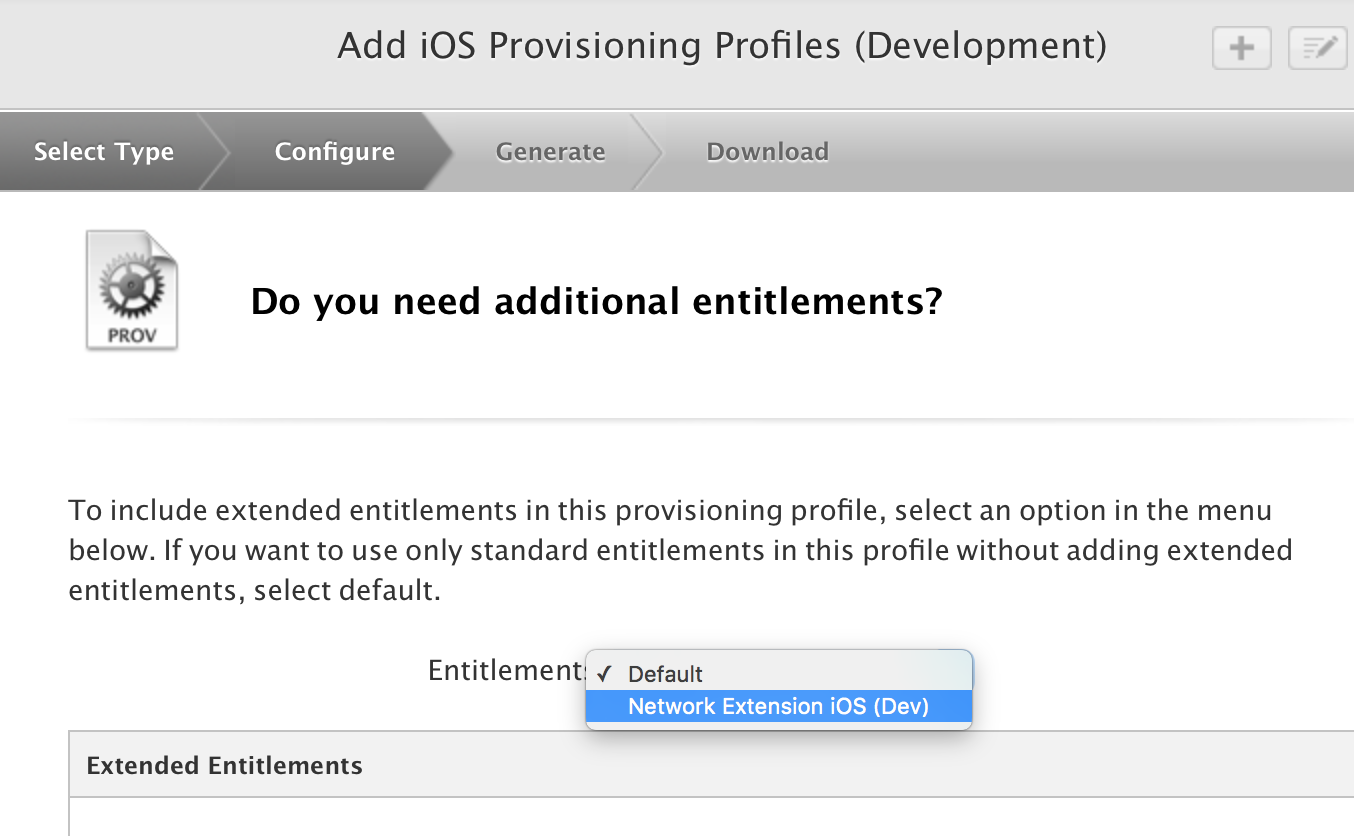 Add iOS Provisioning Profiles (Development)
Select Type
Configure
Generate
Download
PROV
Do you need additional entitlements?
To include extended entitlements in this provisioning profile, select an option in the menu
below. If you want to use only standard entitlements in this profile without adding extended
entitlements, select default.
Entitlements
✓ Default
Network Extension iOS (Dev)
Extended Entitlements